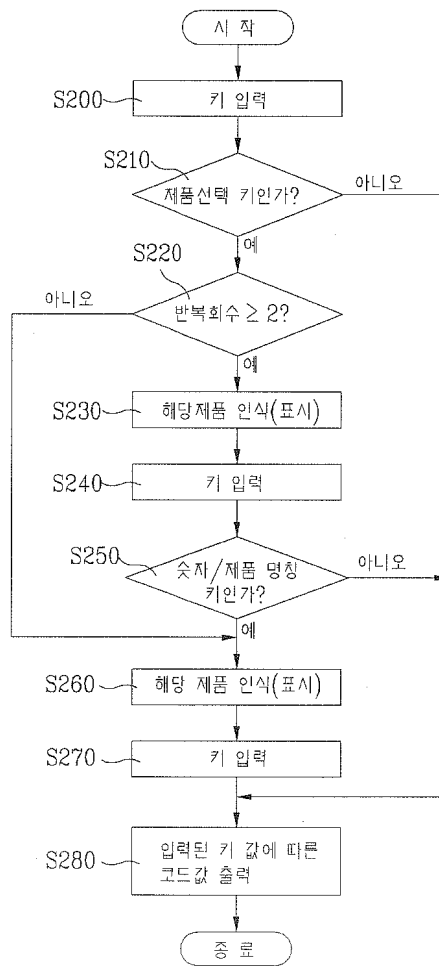 시 작
S200
키 입력
S210
제품선택 키인가?
아니오
예
S220
아니오
반복회수 ≥ 2?
예
S230
해당제품 인식(표시)
S240
키 입력
S250
숫자/제품 명칭
키인가?
아니오
예
S260
해당 제품 인식(표시)
S270
키 입력
S280
입력된 키 값에 따른
코드값 출력
종 료